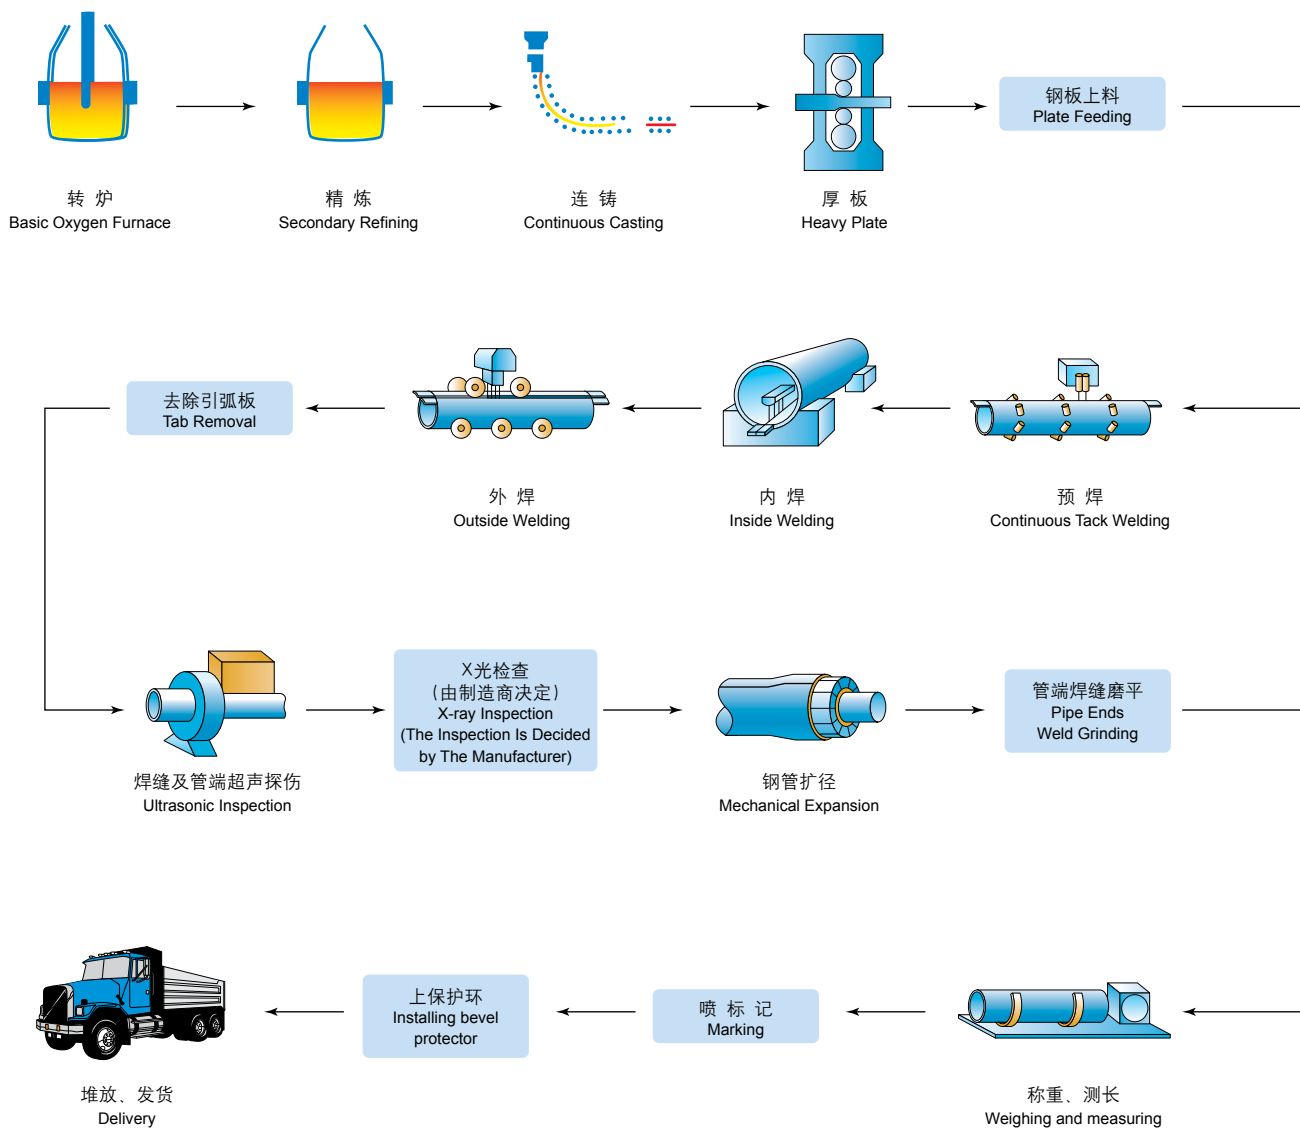 转 炉
Basic Oxygen Furnace
精 炼
Secondary Refining
连 铸
Continuous Casting
厚 板
Heavy Plate
钢板上料
Plate Feeding
预 焊
Continuous Tack Welding
内 焊
Inside Welding
外 焊
Outside Welding
去除引弧板
Tab Removal
焊缝及管端超声探伤
Ultrasonic Inspection
X光检查
(由制造商决定)
X-ray Inspection
(The Inspection Is Decided
by The Manufacturer)
钢管扩径
Mechanical Expansion
管端焊缝磨平
Pipe Ends
Weld Grinding
称重、测长
Weighing and measuring
喷 标 记
Marking
上保护环
Installing bevel
protector
堆放、发货
Delivery